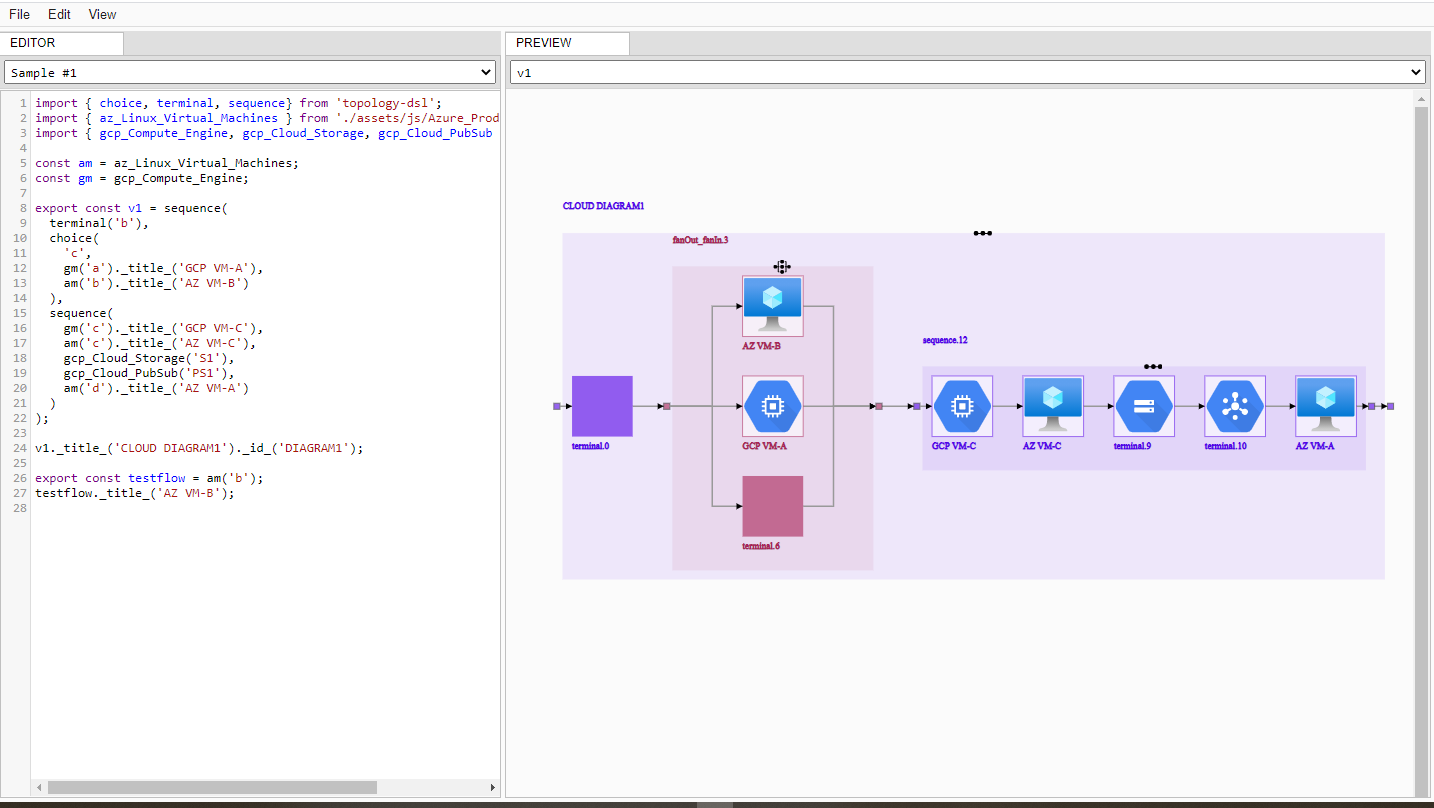 File Edit View
EDITOR
Sample #1
1 import { choice, terminal, sequence} from 'topology-dsl';
2 import { az_Linux_Virtual_Machines } from './assets/js/Azure_Prod
3 import { gcp_Compute_Engine, gcp_Cloud_Storage, gcp_Cloud_PubSub
4
5 const am = az_Linux_Virtual_Machines;
6 const gm = gcp_Compute_Engine;
7
8 export const v1 = sequence(
9 terminal('b'),
10 choice(
11 'c',
12 gm('a')._title_('GCP VM-A'),
13 am('b')._title_('AZ VM-B')
14 ),
15 sequence(
16 gm('c')._title_('GCP VM-C'),
17 am('c')._title_('AZ VM-C'),
18 gcp_Cloud_Storage('S1'),
19 gcp_Cloud_PubSub('PS1'),
20 am('d')._title_('AZ VM-A')
21 )
22 );
23
24 v1._title_('CLOUD DIAGRAM1')._id_('DIAGRAM1');
25
26 export const testflow = am('b');
27 testflow._title_('AZ VM-B');
28
PREVIEW
v1
CLOUD DIAGRAM1
fanOut_fanIn.3
AZ VM-B
sequence.12
terminal.0
GCP VM-A
GCP VM-C
AZ VM-C
terminal.9
terminal.10
AZ VM-A
terminal.6